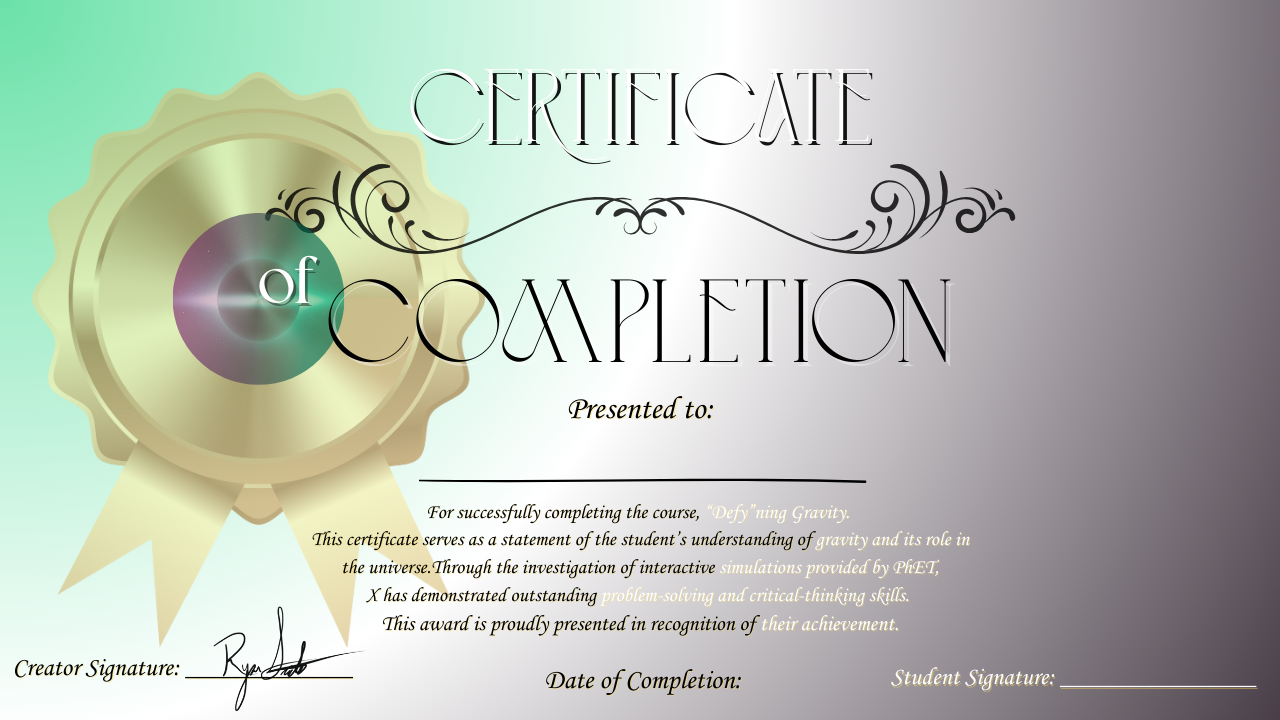 CERTIFICATE
of COMPLETION
Presented to:
For successfully completing the course, “Defy”ning Gravity.
This certificate serves as a statement of the student’s understanding of gravity and its role in
the universe.Through the investigation of interactive simulations provided by PhET,
X has demonstrated outstanding problem-solving and critical-thinking skills.
This award is proudly presented in recognition of their achievement.
Creator Signature: Ryan
Date of Completion:
Student Signature: